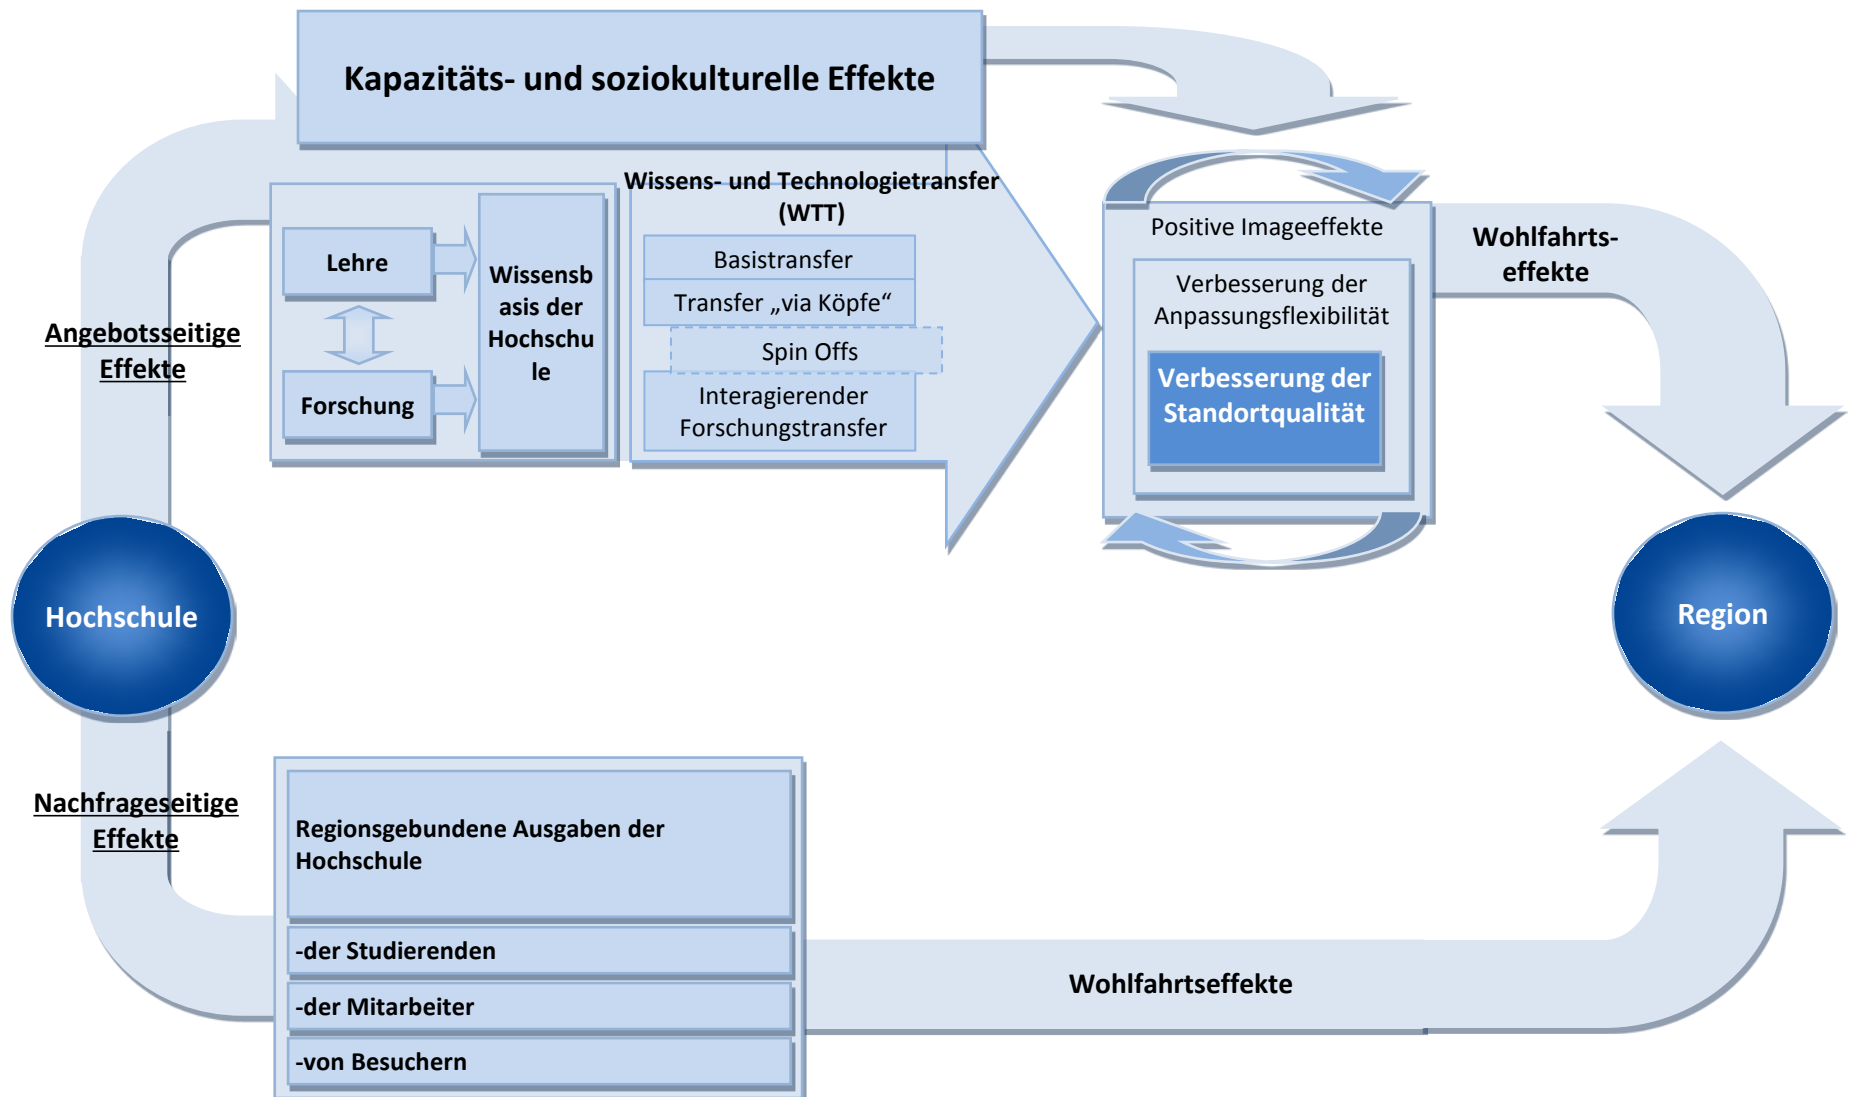 Kapazitäts- und soziokulturelle Effekte
Wissens- und Technologietransfer
(WTT)
Lehre
Forschung
Wissensb
asis der
Hochschu
le
Basistransfer
Transfer „via Köpfe“
Spin Offs
Interagierender
Forschungstransfer
Positive Imageeffekte
Verbesserung der
Anpassungsflexibilität
Verbesserung der
Standortqualität
Wohlfahrts-
effekte
Angebotsseitige
Effekte
Hochschule
Region
Nachfrageseitige
Effekte
Regionsgebundene Ausgaben der
Hochschule
-der Studierenden
-der Mitarbeiter
-von Besuchern
Wohlfahrtseffekte